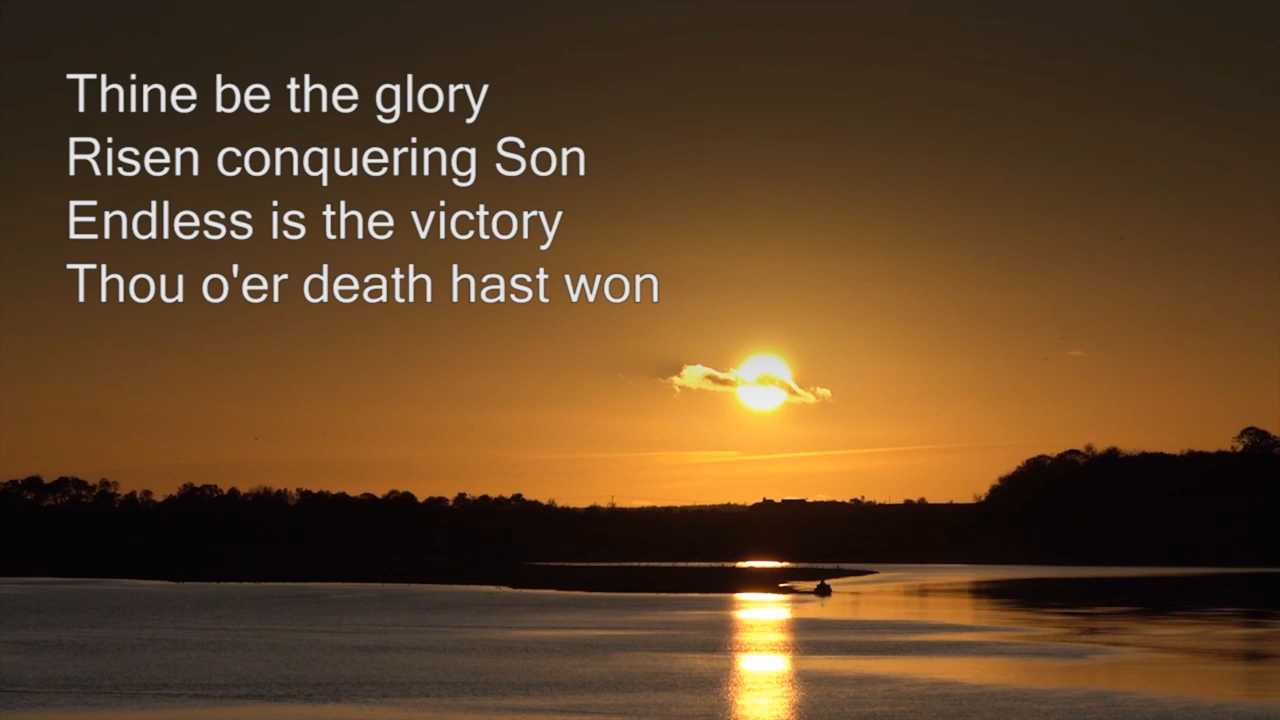 Thine be the glory
Risen conquering Son
Endless is the victory
Thou o'er death hast won